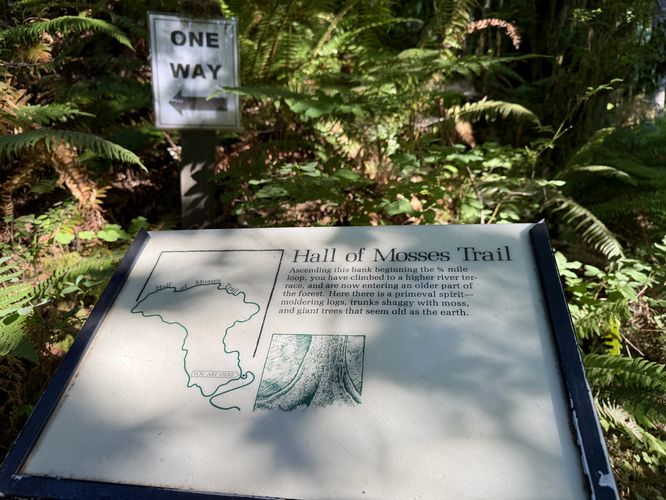 ONE
WAY
Hall of Mosses Trail
Ascending this bank beginning the ¾ mile
loop, you have climbed to a higher river ter-
race, and are now entering an older part of
the forest. Here there is a primeval spirit—
moldering logs, trunks shaggy with moss,
and giant trees that seem old as the earth.
Hall of Mosses Trail
YOU ARE HERE